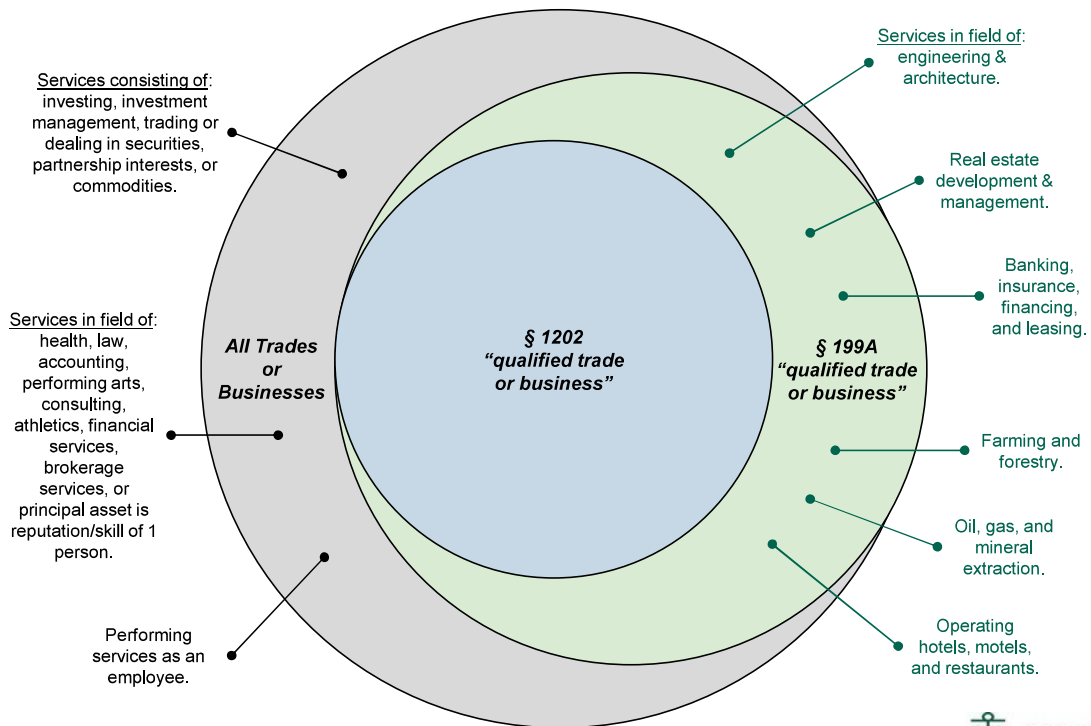 Services consisting of:
investing, investment
management, trading or
dealing in securities,
partnership interests, or
commodities.
Services in field of:
health, law,
accounting,
performing arts,
consulting,
athletics, financial
services,
brokerage
services, or
principal asset is
reputation/skill of 1
person.
Performing
services as an
employee.
All Trades
or
Businesses
§ 1202
“qualified trade
or business”
§ 199A
“qualified trade
or business”
Services in field of:
engineering &
architecture.
Real estate
development &
management.
Banking,
insurance,
financing,
and leasing.
Farming and
forestry.
Oil, gas, and
mineral
extraction.
Operating
hotels, motels,
and restaurants.